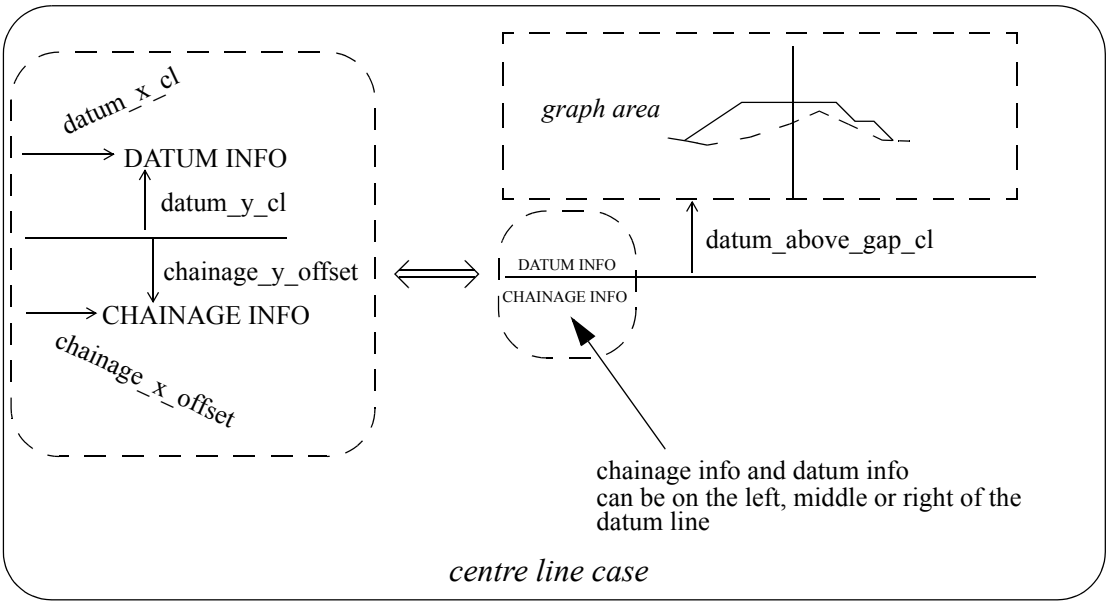 datum_x_cl
DATUM INFO
datum_y_cl
chainage_y_offset
CHAINAGE INFO
chainage_x_offset
graph area
datum_above_gap_cl
DATUM INFO
CHAINAGE INFO
chainage info and datum info
can be on the left, middle or right of the
datum line
centre line case